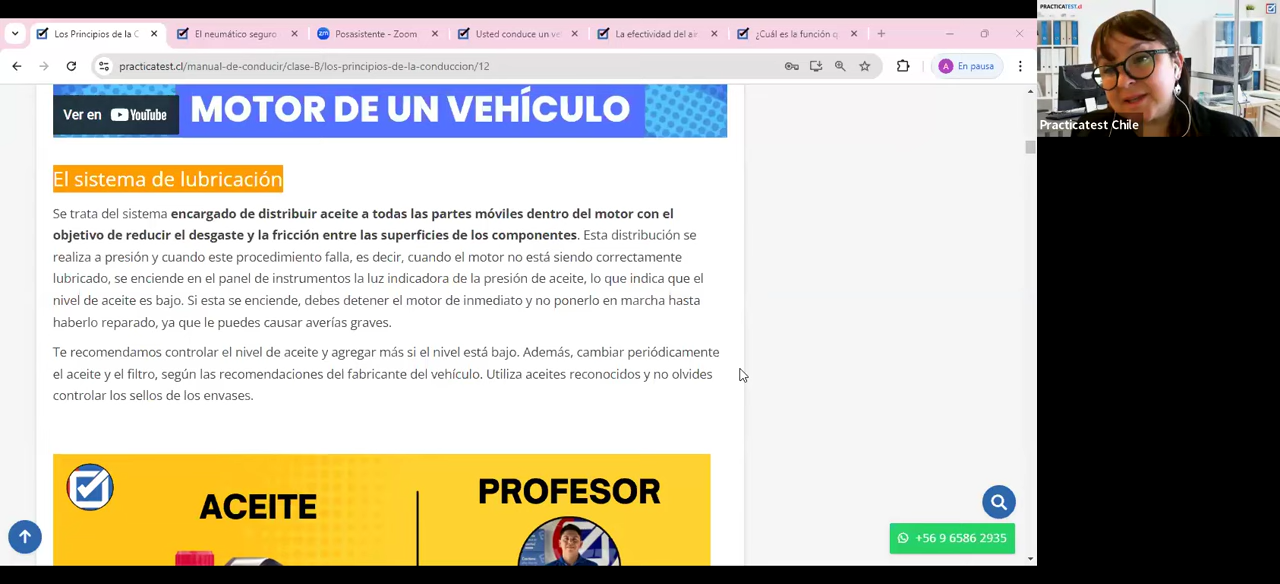 Los Principios de la C
El neumático seguro
Posasistente - Zoom
Usted conduce un ve
La efectividad del ai
¿Cuál es la función q
practicatest.cl/manual-de-conducir/clase-B/los-principios-de-la-conduccion/12
A
En pausa
PRACTICATEST.cl
Practicatest Chile
Ver en YouTube
MOTOR DE UN VEHÍCULO
El sistema de lubricación
Se trata del sistema encargado de distribuir aceite a todas las partes móviles dentro del motor con el
objetivo de reducir el desgaste y la fricción entre las superficies de los componentes. Esta distribución se
realiza a presión y cuando este procedimiento falla, es decir, cuando el motor no está siendo correctamente
lubricado, se enciende en el panel de instrumentos la luz indicadora de la presión de aceite, lo que indica que el
nivel de aceite es bajo. Si esta se enciende, debes detener el motor de inmediato y no ponerlo en marcha hasta
haberlo reparado, ya que le puedes causar averías graves.
Te recomendamos controlar el nivel de aceite y agregar más si el nivel está bajo. Además, cambiar periódicamente
el aceite y el filtro, según las recomendaciones del fabricante del vehículo. Utiliza aceites reconocidos y no olvides
controlar los sellos de los envases.
ACEITE
PROFESOR
+56 9 6586 2935